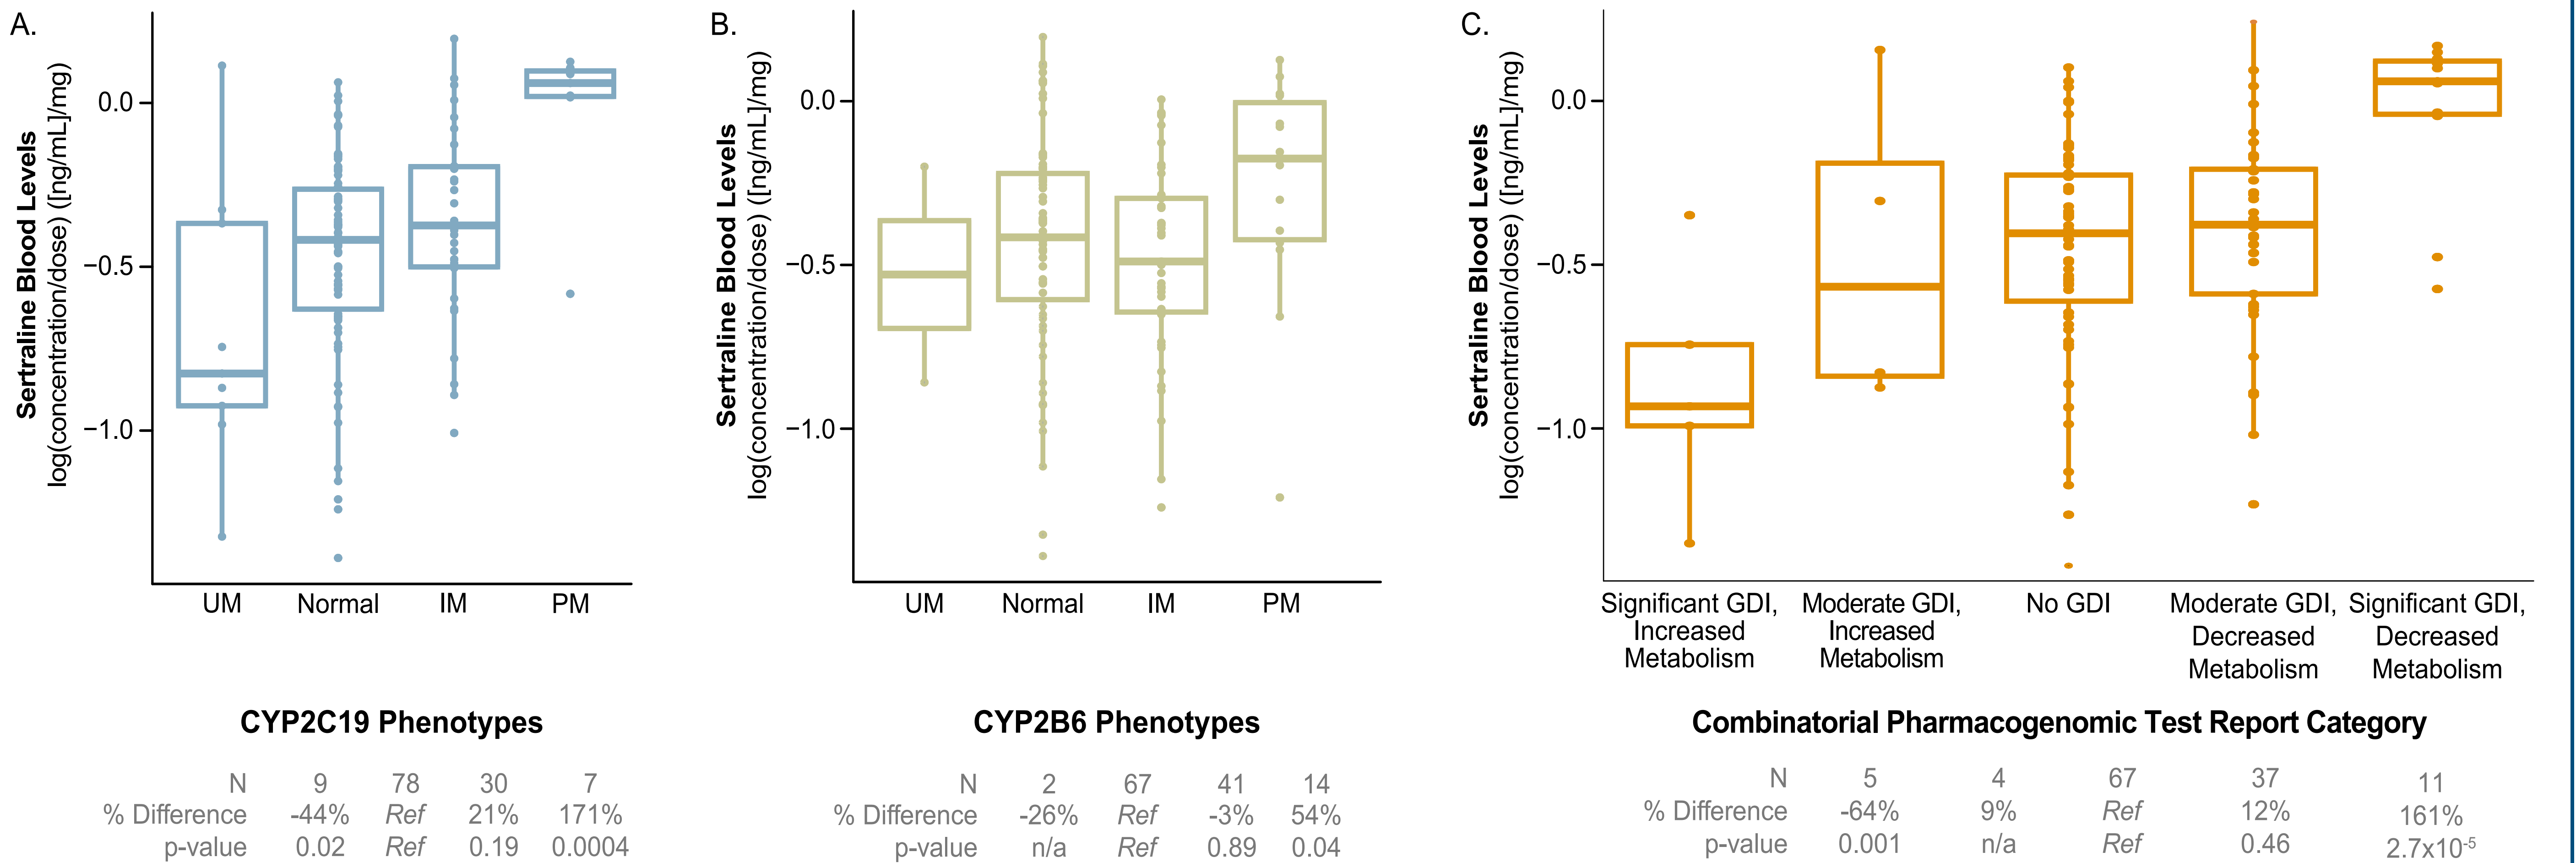 A.
Sertraline Blood Levels
log(concentration/dose) ([ng/mL]/mg)
0.0
−0.5
−1.0
UM Normal IM PM
CYP2C19 Phenotypes
N 9 78 30 7
% Difference -44% Ref 21% 171%
p-value 0.02 Ref 0.19 0.0004
B.
Sertraline Blood Levels
log(concentration/dose) ([ng/mL]/mg)
0.0
−0.5
−1.0
UM Normal IM PM
CYP2B6 Phenotypes
N 2 67 41 14
% Difference -26% Ref -3% 54%
p-value n/a Ref 0.89 0.04
C.
Sertraline Blood Levels
log(concentration/dose) ([ng/mL]/mg)
0.0
−0.5
−1.0
Significant GDI,
Increased
Metabolism
Moderate GDI,
Increased
Metabolism
No GDI
Moderate GDI,
Decreased
Metabolism
Significant GDI,
Decreased
Metabolism
Combinatorial Pharmacogenomic Test Report Category
N 5 4 67 37 11
% Difference -64% 9% Ref 12% 161%
p-value 0.001 n/a Ref 0.46 2.7x10⁻⁵